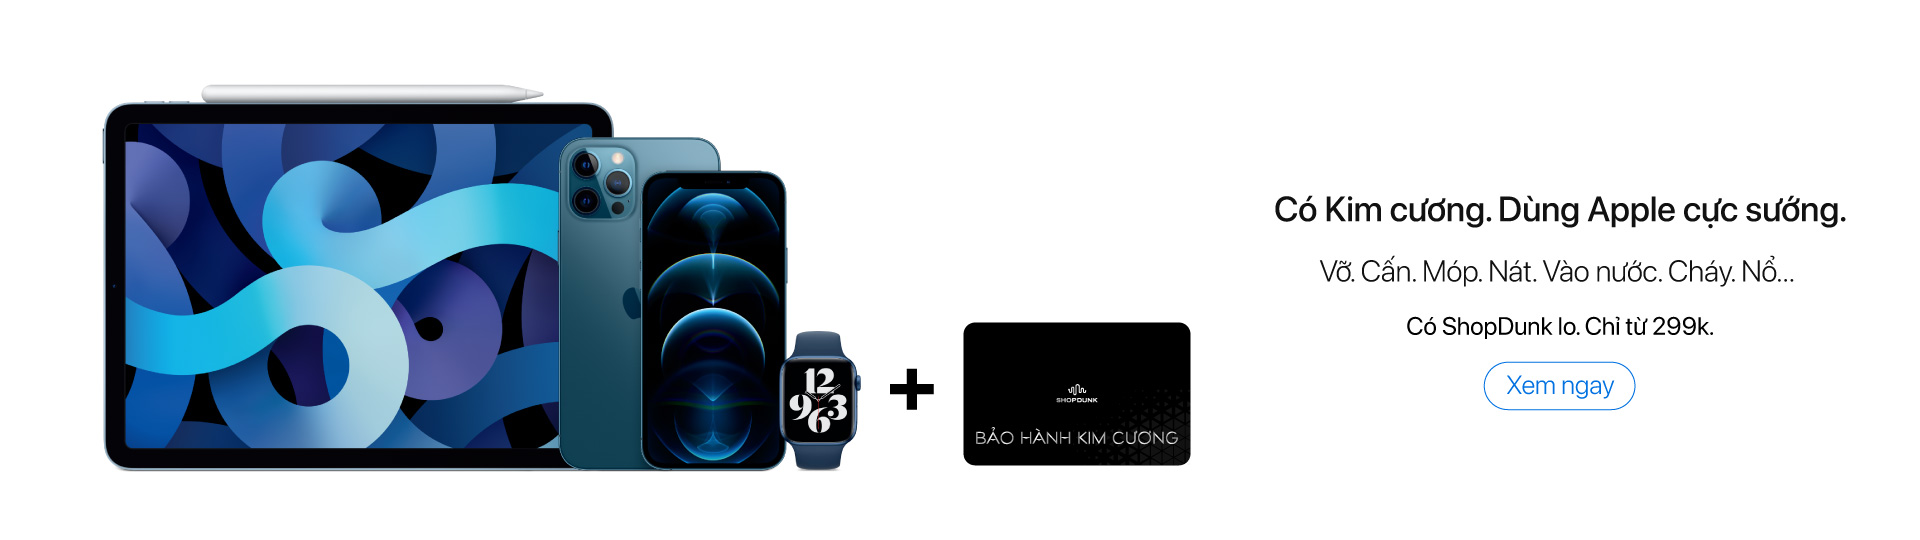 12
9 3
6
SHOPDUNK
BẢO HÀNH KIM CƯƠNG
Có Kim cương. Dùng Apple cực sướng.
Vỡ. Cấn. Móp. Nát. Vào nước. Cháy. Nổ...
Có ShopDunk lo. Chỉ từ 299k.
Xem ngay